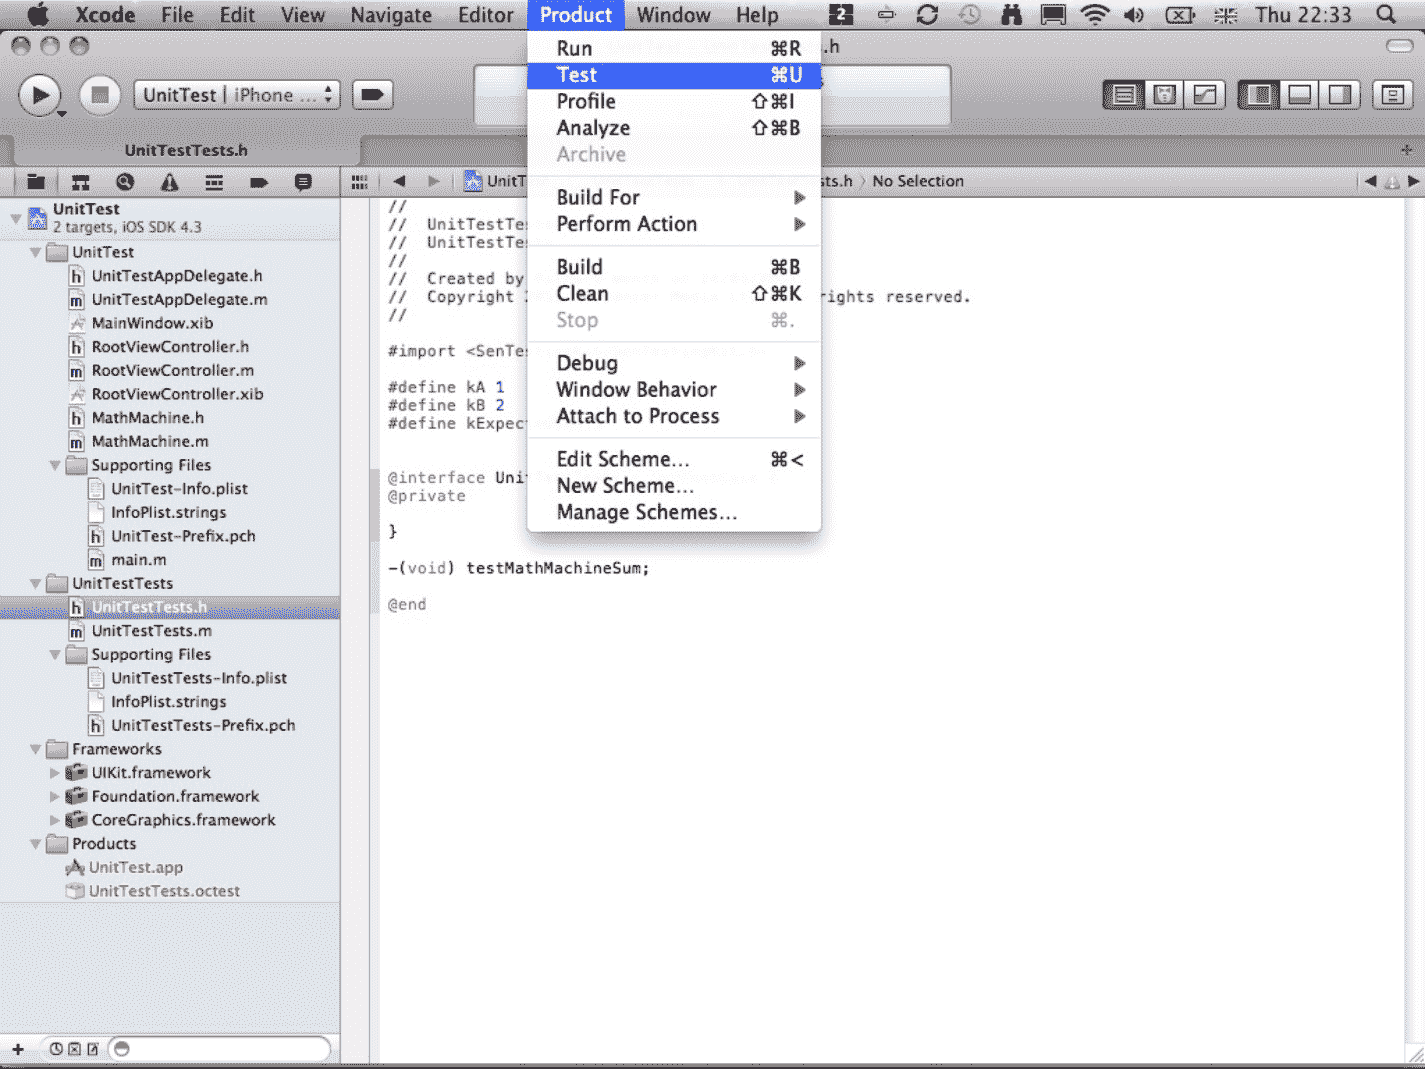 Xcode File Edit View Navigate Editor Product Window Help Thu 22:33
s.h
UnitTest | iPhone ...
UnitTestTests.h
UnitT
sts.h No Selection
Run ⌘R
Test ⌘U
Profile ⇧⌘I
Analyze ⇧⌘B
Archive
Build For
Perform Action
Build ⌘B
Clean ⇧⌘K
Stop ⌘.
Debug
Window Behavior
Attach to Process
Edit Scheme... ⌘<
New Scheme...
Manage Schemes...
UnitTest
2 targets, iOS SDK 4.3
UnitTest
UnitTestAppDelegate.h
UnitTestAppDelegate.m
MainWindow.xib
RootViewController.h
RootViewController.m
RootViewController.xib
MathMachine.h
MathMachine.m
Supporting Files
UnitTest-Info.plist
InfoPlist.strings
UnitTest-Prefix.pch
main.m
UnitTestTests
UnitTestTests.h
UnitTestTests.m
Supporting Files
UnitTestTests-Info.plist
InfoPlist.strings
UnitTestTests-Prefix.pch
Frameworks
UIKit.framework
Foundation.framework
CoreGraphics.framework
Products
UnitTest.app
UnitTestTests.octest
//
// UnitTestTe
// UnitTestTe
//
// Created by
// Copyright rights reserved.
//
#import <SenTes
#define kA 1
#define kB 2
#define kExpec
@interface Uni
@private
}
-(void) testMathMachineSum;
@end